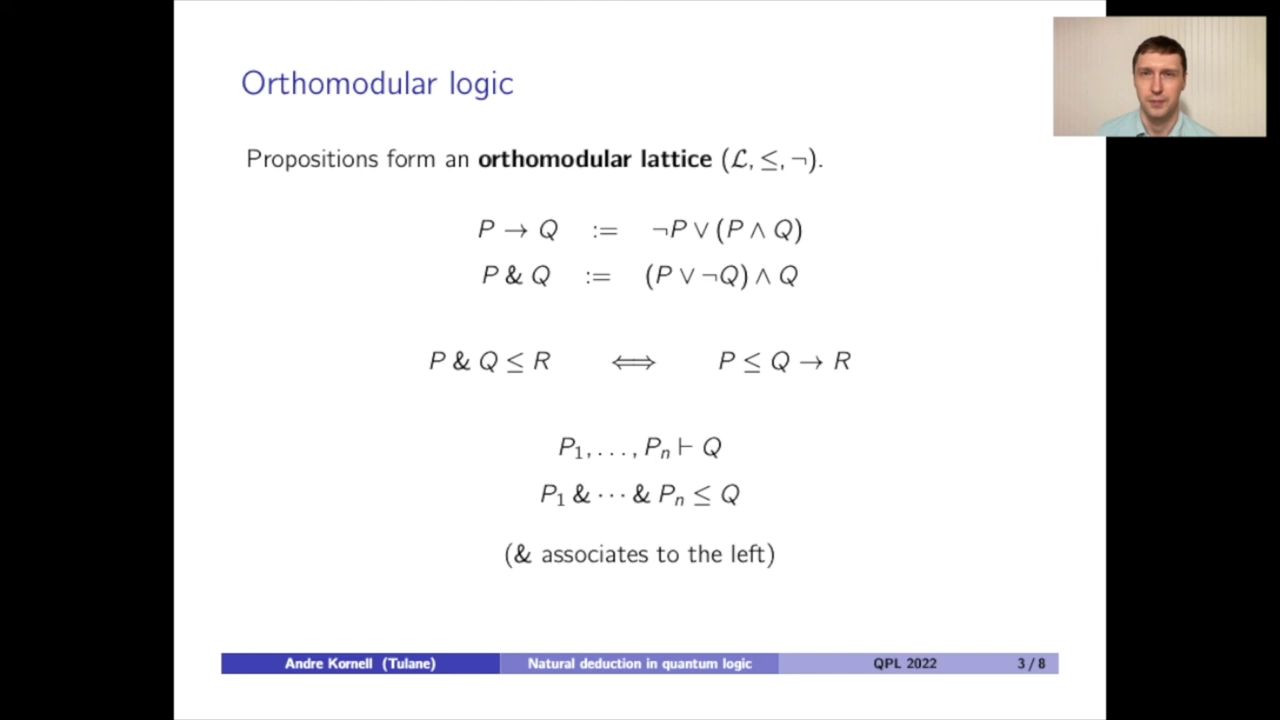 Orthomodular logic
Propositions form an orthomodular lattice (ℒ, ≤, ¬).
P → Q := ¬P ∨ (P ∧ Q)
P & Q := (P ∨ ¬Q) ∧ Q
P & Q ≤ R ⟺ P ≤ Q → R
P₁, . . . , Pₙ ⊢ Q
P₁ & · · · & Pₙ ≤ Q
(& associates to the left)
Andre Kornell (Tulane) Natural deduction in quantum logic QPL 2022 3 / 8